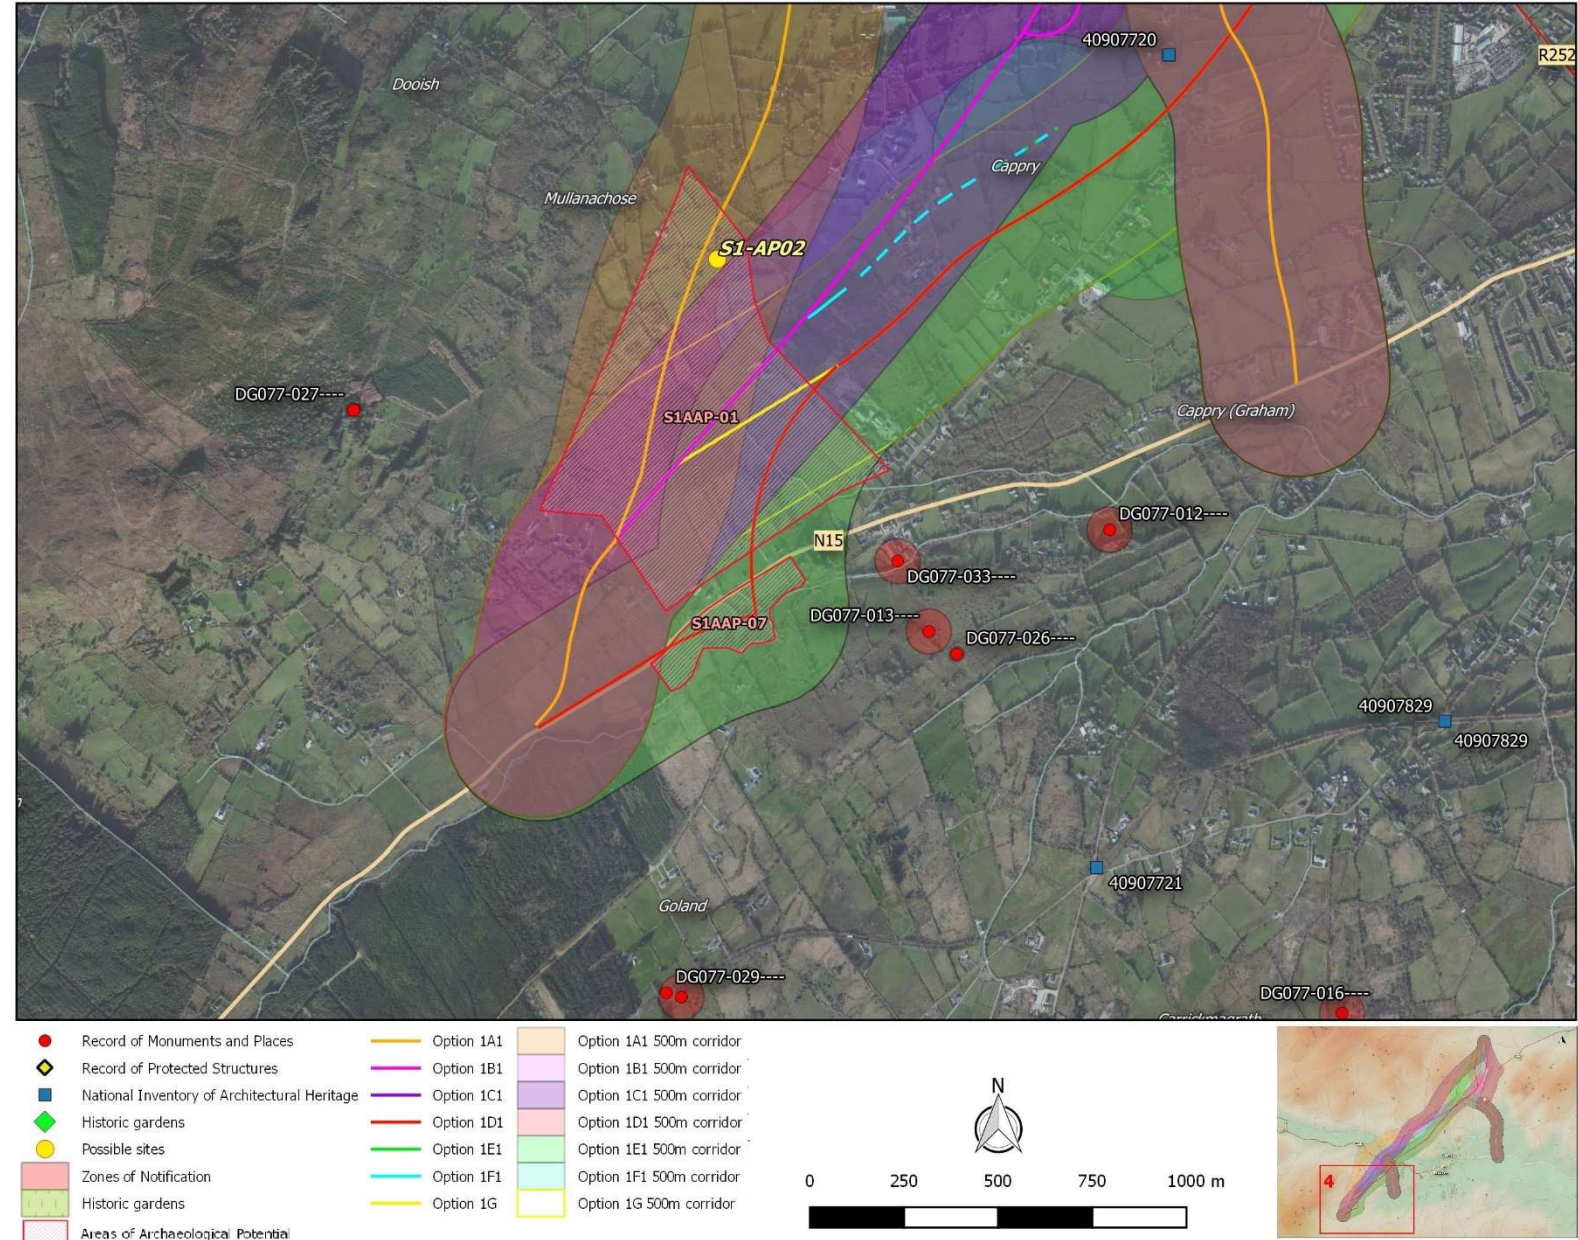 40907720
R252
Dooish
Cappry
Mullanachose
S1-AP02
DG077-027----
S1AAP-01
Cappry (Graham)
DG077-012----
N15
DG077-033----
DG077-013----
S1AAP-07
DG077-026----
40907829
40907829
40907721
Goland
DG077-029----
DG077-016----
Carrickmagrath
Record of Monuments and Places
Record of Protected Structures
National Inventory of Architectural Heritage
Historic gardens
Possible sites
Zones of Notification
Historic gardens
Areas of Archaeological Potential
Option 1A1
Option 1B1
Option 1C1
Option 1D1
Option 1E1
Option 1F1
Option 1G
Option 1A1 500m corridor
Option 1B1 500m corridor
Option 1C1 500m corridor
Option 1D1 500m corridor
Option 1E1 500m corridor
Option 1F1 500m corridor
Option 1G 500m corridor
N
0 250 500 750 1000 m
4